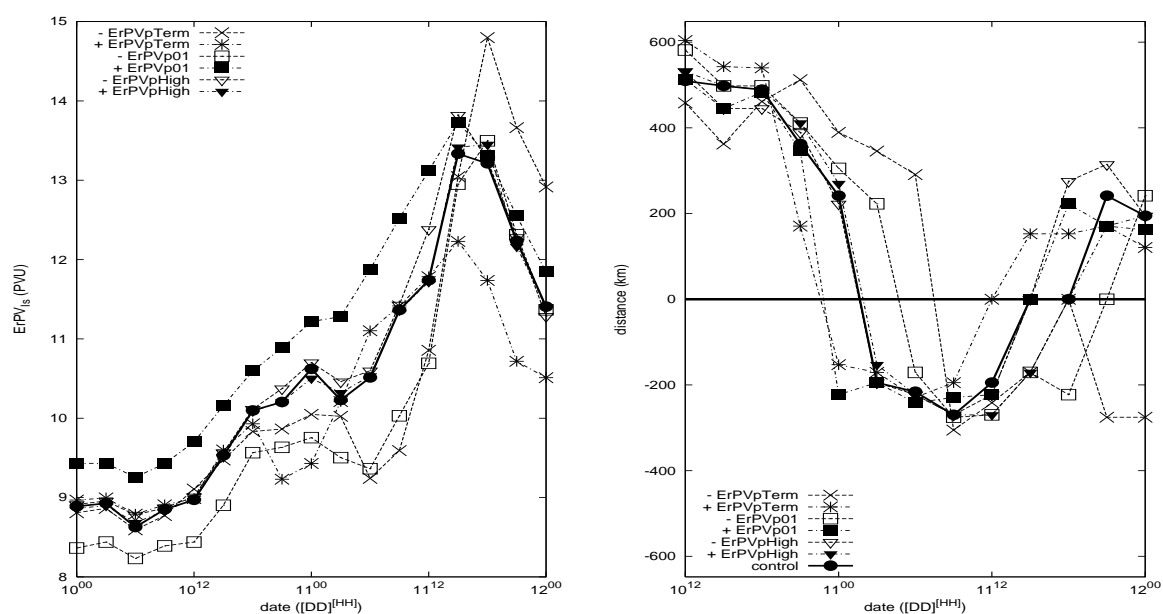 15
14
13
12
11
10
9
8
ErPV_ls (PVU)
- ErPVpTerm
+ ErPVpTerm
- ErPVp01
+ ErPVp01
- ErPVpHigh
+ ErPVpHigh
10^00 10^12 11^00 11^12 12^00
date ([DD]^[HH])
600
400
200
0
-200
-400
-600
distance (km)
- ErPVpTerm
+ ErPVpTerm
- ErPVp01
+ ErPVp01
- ErPVpHigh
+ ErPVpHigh
control
10^12 11^00 11^12 12^00
date ([DD]^[HH])